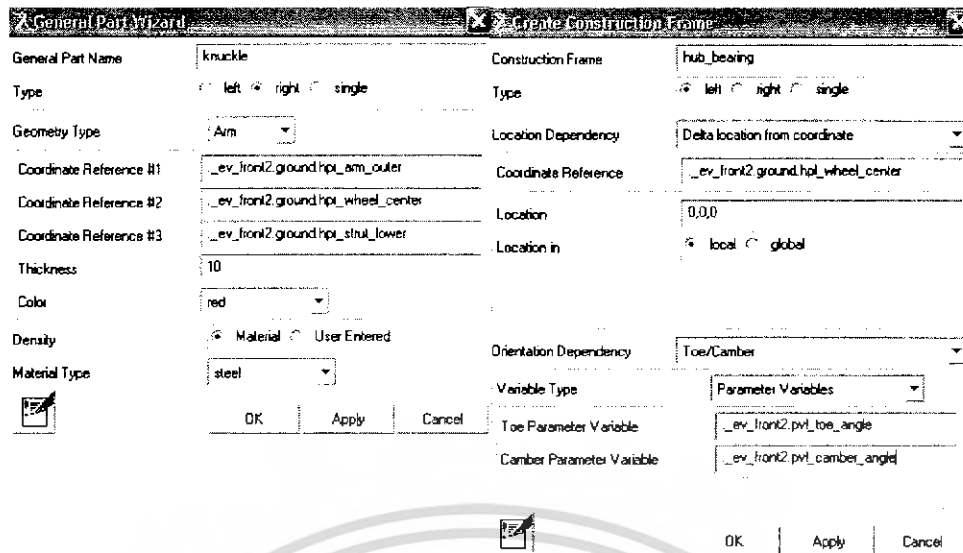 General Part Wizard
General Part Name knuckle
Type left right single
Geometry Type Arm
Coordinate Reference #1 ._ev_front2.ground.hpr_arm_outer
Coordinate Reference #2 ._ev_front2.ground.hpr_wheel_center
Coordinate Reference #3 ._ev_front2.ground.hpr_strut_lower
Thickness 10
Color red
Density Material User Entered
Material Type steel
OK Apply Cancel
Create Construction Frame
Construction Frame hub_bearing
Type left right single
Location Dependency Delta location from coordinate
Coordinate Reference ._ev_front2.ground.hpl_wheel_center
Location 0,0,0
Location in local global
Orientation Dependency Toe/Camber
Variable Type Parameter Variables
Toe Parameter Variable ._ev_front2.pvl_toe_angle
Camber Parameter Variable ._ev_front2.pvl_camber_angle
OK Apply Cancel